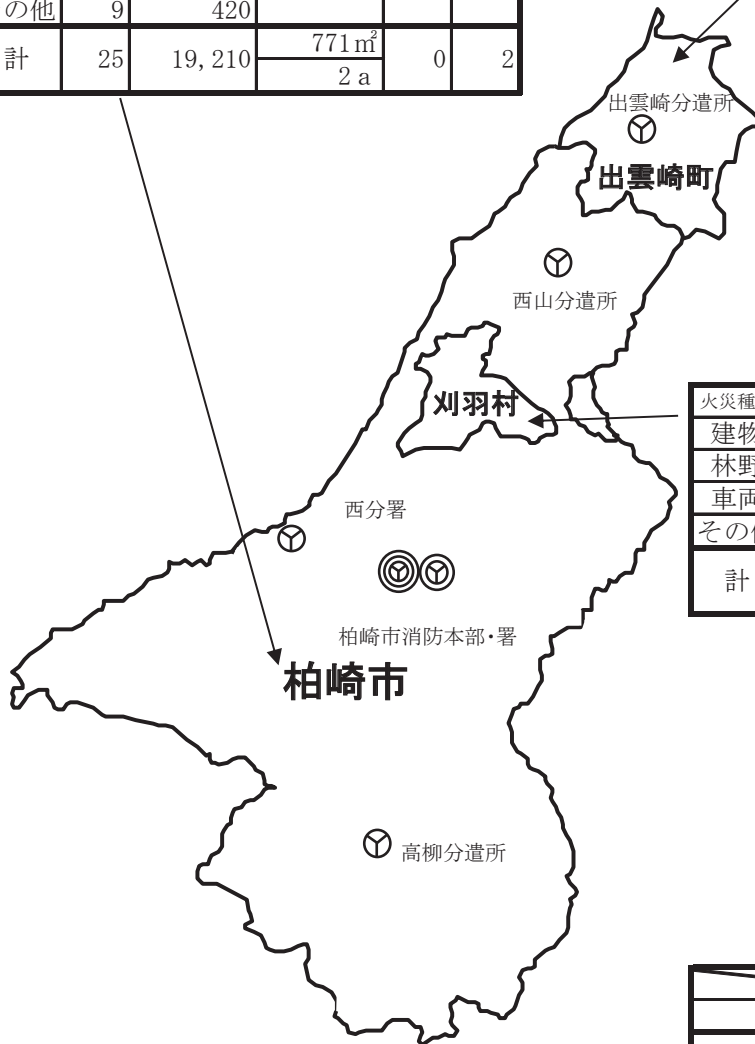 の他 9 420
計 25 19,210 771㎡ 0 2
2a
出雲崎分遣所
出雲崎町
西山分遣所
刈羽村
火災種
建物
林野
車両
その他
計
西分署
柏崎市消防本部・署
柏崎市
高柳分遣所